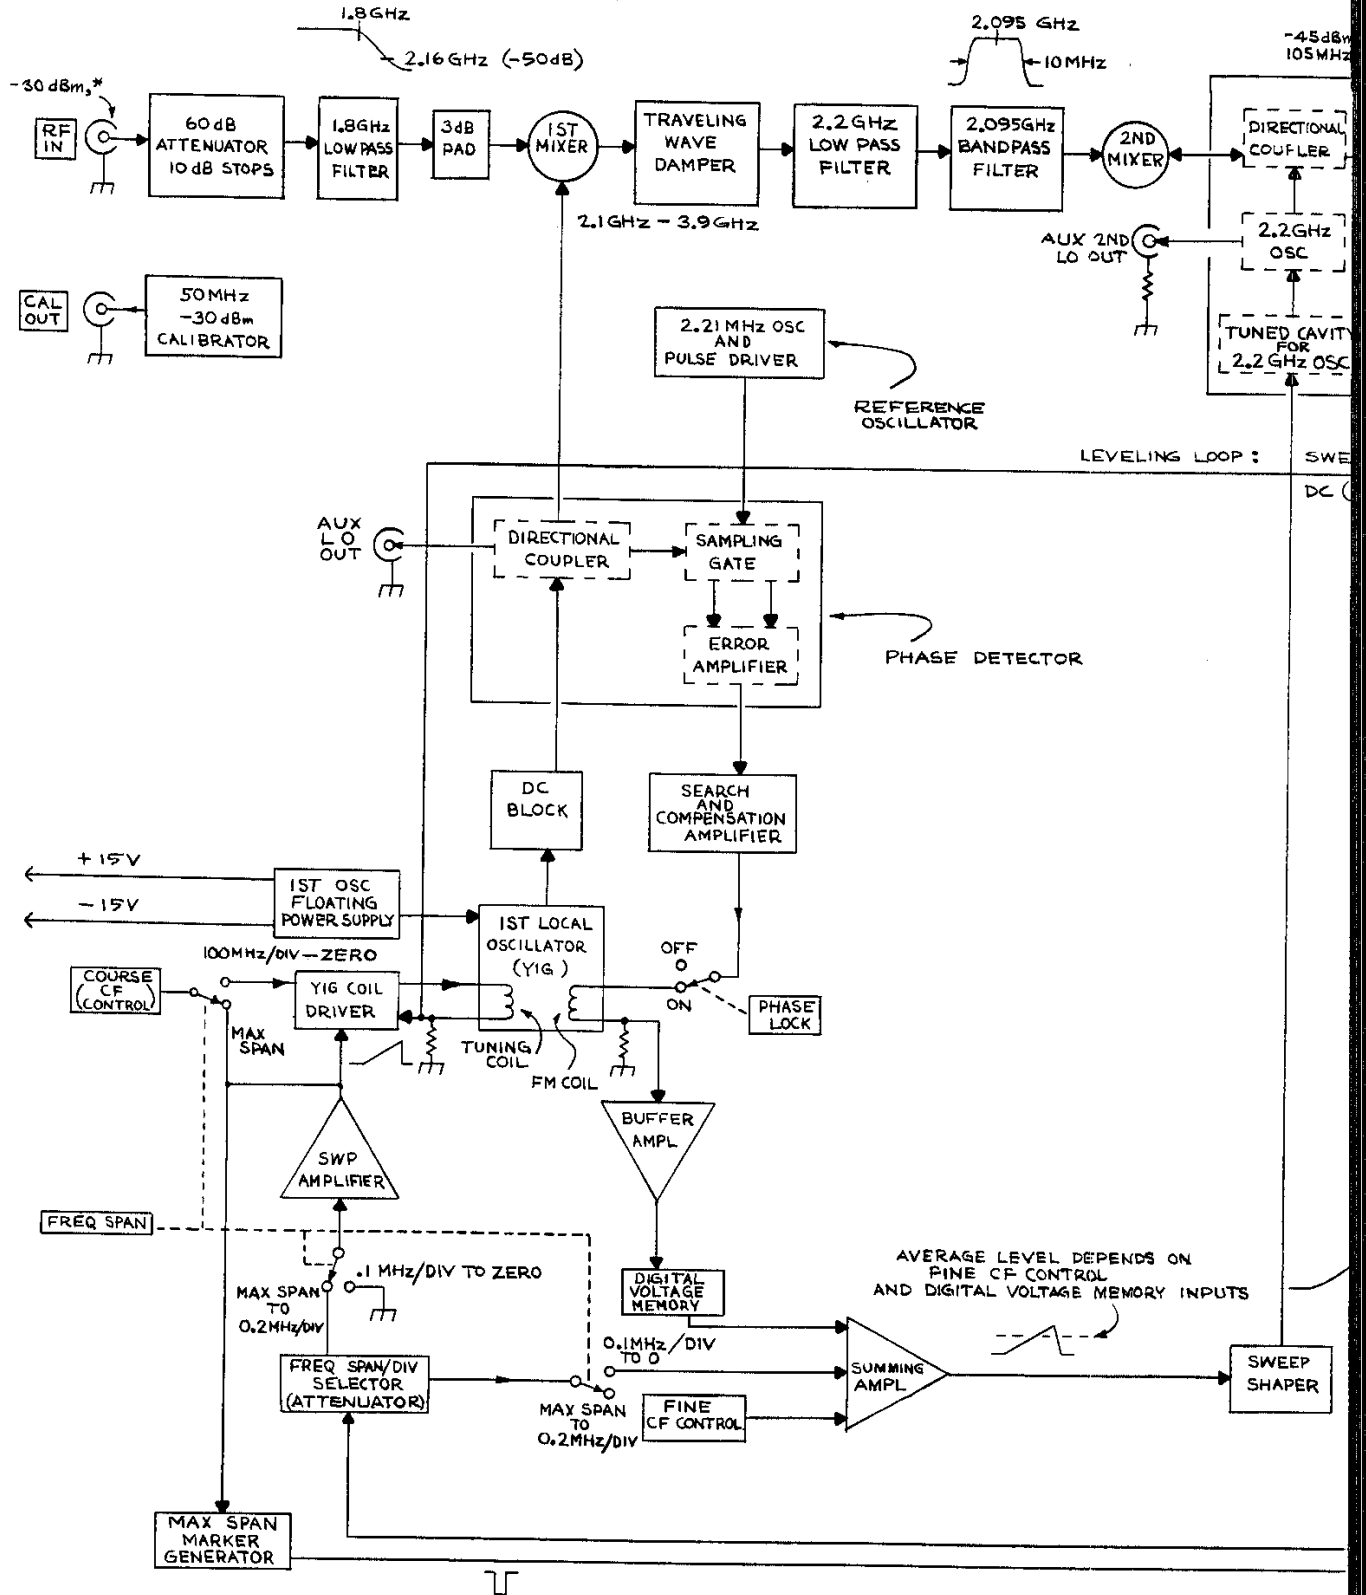 1.8GHz
2.16GHz (-50dB)
2.095 GHz
10MHz
-45dBm
105MHz
-30 dBm,*
RF
IN
60dB
ATTENUATOR
10 dB STOPS
1.8GHz
LOW PASS
FILTER
3dB
PAD
1ST
MIXER
TRAVELING
WAVE
DAMPER
2.2GHz
LOW PASS
FILTER
2.095GHz
BANDPASS
FILTER
2ND
MIXER
DIRECTIONAL
COUPLER
2.1GHz - 3.9GHz
AUX 2ND
LO OUT
2.2GHz
OSC
CAL
OUT
50MHz
-30dBm
CALIBRATOR
2.21MHz OSC
AND
PULSE DRIVER
TUNED CAVITY
FOR
2.2GHz OSC
REFERENCE
OSCILLATOR
LEVELING LOOP: SWE
DC (
AUX
LO
OUT
DIRECTIONAL
COUPLER
SAMPLING
GATE
ERROR
AMPLIFIER
PHASE DETECTOR
DC
BLOCK
SEARCH
AND
COMPENSATION
AMPLIFIER
+15V
-15V
1ST OSC
FLOATING
POWER SUPPLY
1ST LOCAL
OSCILLATOR
(YIG)
OFF
ON
PHASE
LOCK
100MHz/DIV-ZERO
COURSE
CF
(CONTROL)
YIG COIL
DRIVER
MAX
SPAN
TUNING
COIL
FM COIL
BUFFER
AMPL
SWP
AMPLIFIER
FREQ SPAN
.1 MHz/DIV TO ZERO
MAX SPAN
TO
0.2MHz/DIV
DIGITAL
VOLTAGE
MEMORY
AVERAGE LEVEL DEPENDS ON
FINE CF CONTROL
AND DIGITAL VOLTAGE MEMORY INPUTS
0.1MHz/DIV
TO 0
FREQ SPAN/DIV
SELECTOR
(ATTENUATOR)
SUMMING
AMPL
SWEEP
SHAPER
MAX SPAN
TO
0.2MHz/DIV
FINE
CF CONTROL
MAX SPAN
MARKER
GENERATOR